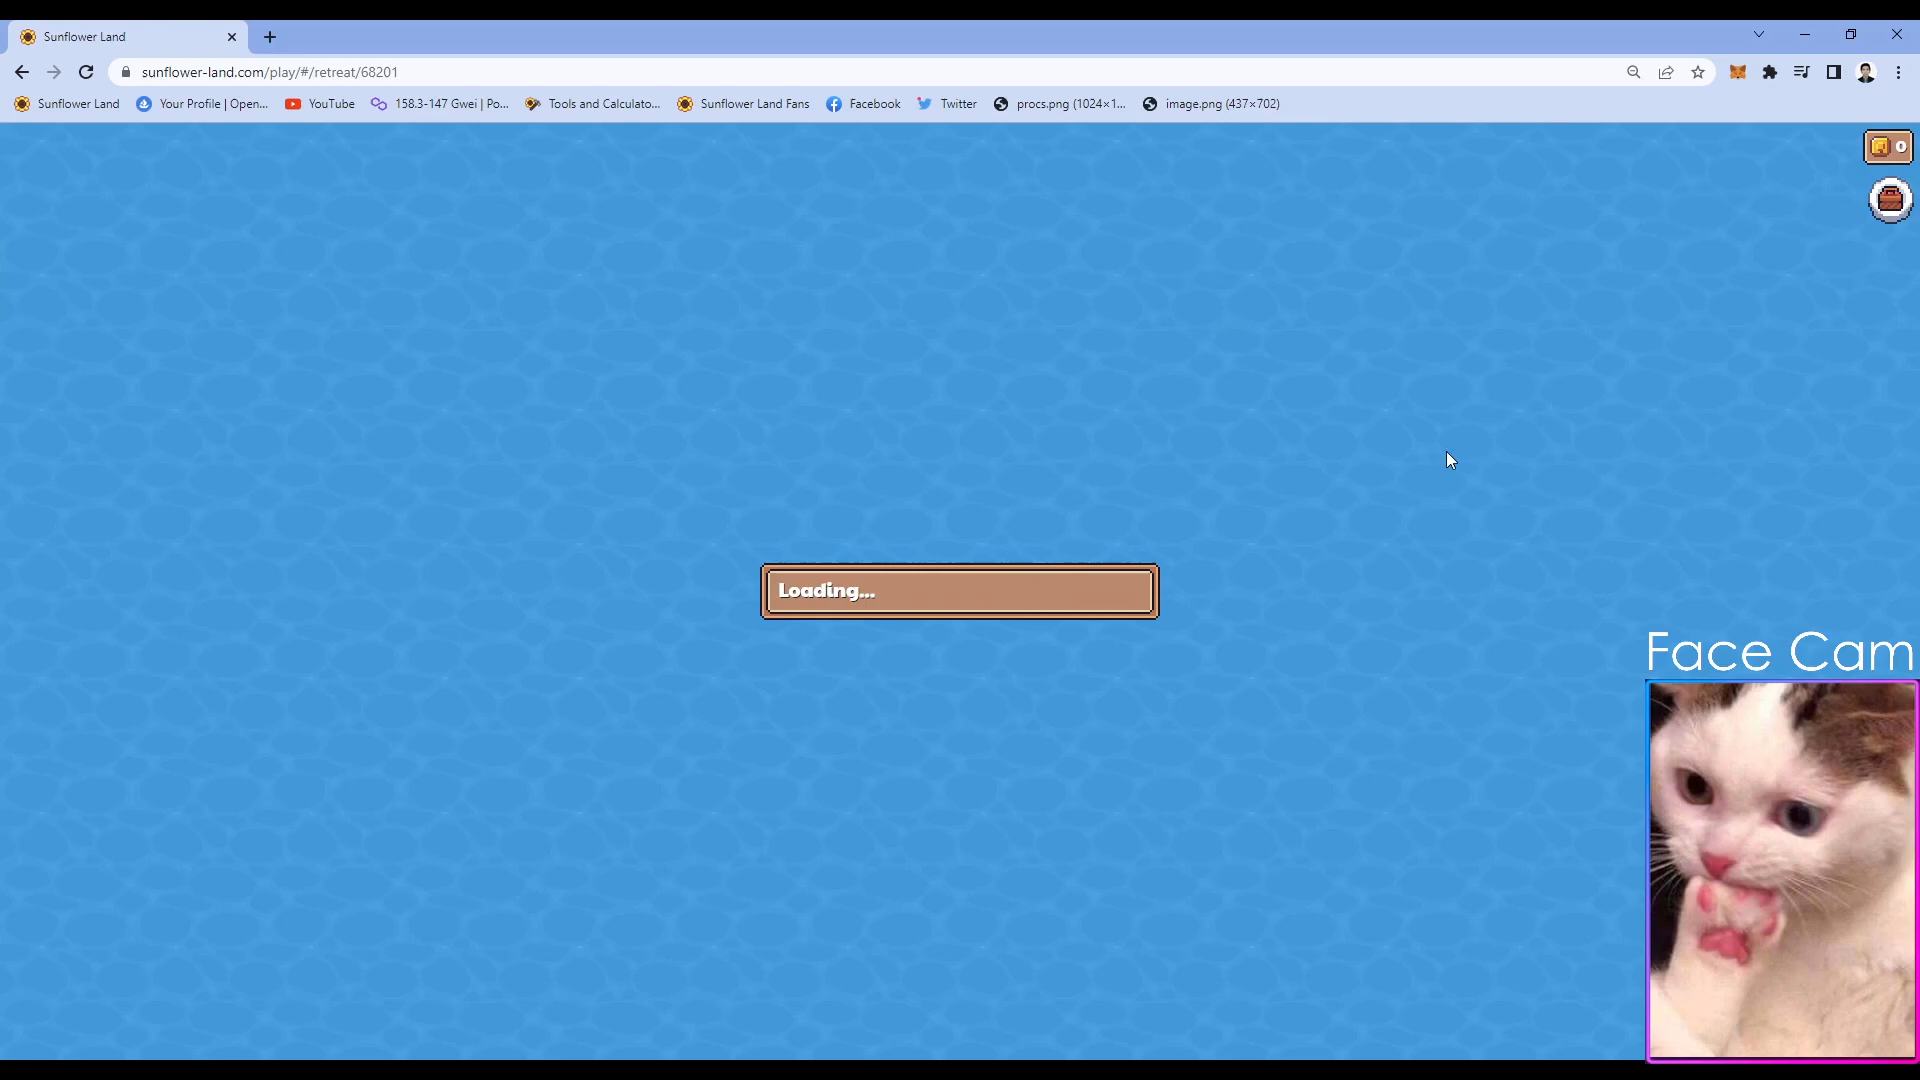 Sunflower Land
sunflower-land.com/play/#/retreat/68201
Sunflower Land
Your Profile | Open...
YouTube
158.3-147 Gwei | Po...
Tools and Calculato...
Sunflower Land Fans
Facebook
Twitter
procs.png (1024×1...
image.png (437×702)
0
Loading...
Face Cam